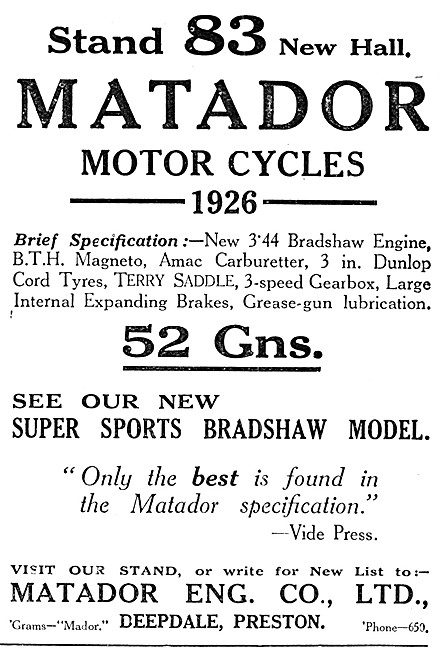 Stand 83 New Hall.
MATADOR
MOTOR CYCLES
1926
Brief Specification :—New 3·44 Bradshaw Engine,
B.T.H. Magneto, Amac Carburetter, 3 in. Dunlop
Cord Tyres, TERRY SADDLE, 3-speed Gearbox, Large
Internal Expanding Brakes, Grease-gun lubrication.
52 Gns.
SEE OUR NEW
SUPER SPORTS BRADSHAW MODEL.
“Only the best is found in
the Matador specification.”
—Vide Press.
VISIT OUR STAND, or write for New List to:—
MATADOR ENG. CO., LTD.,
'Grams—“Mador.” DEEPDALE, PRESTON. 'Phone—650.